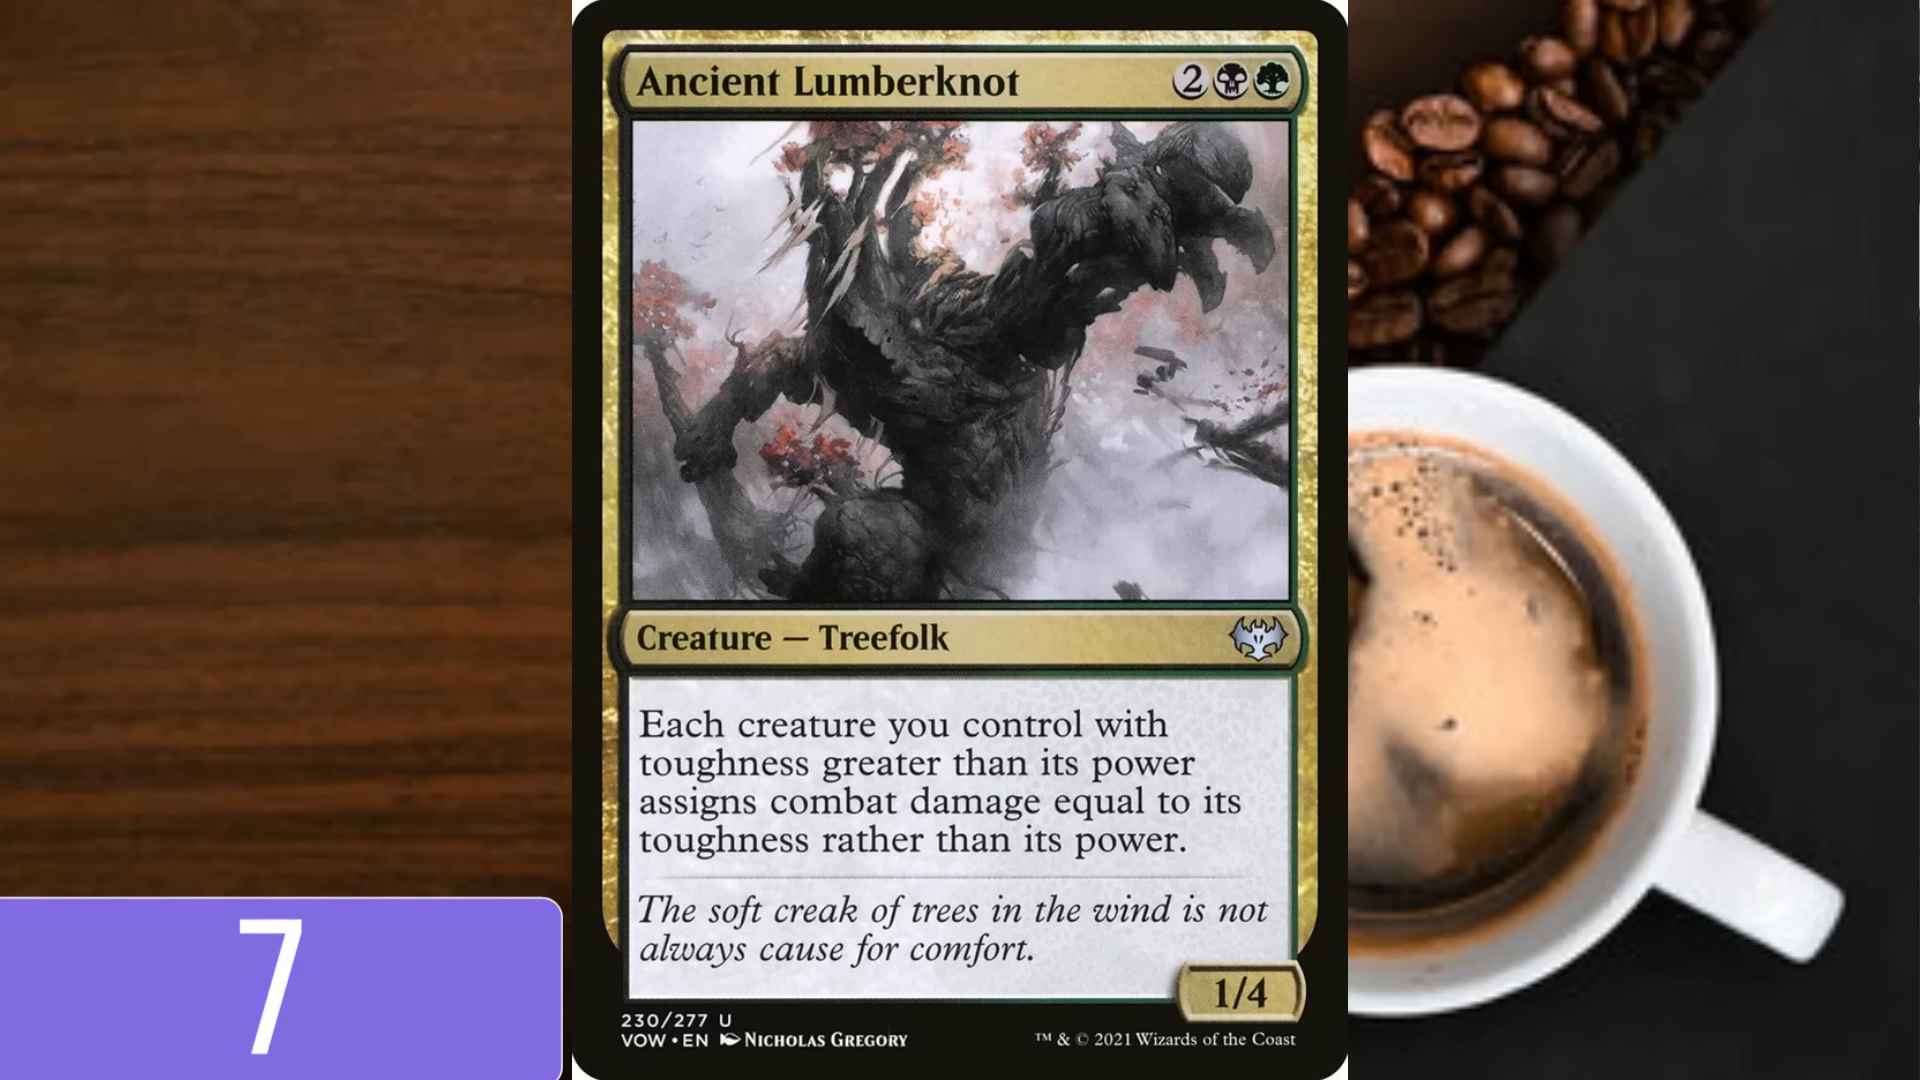 Ancient Lumberknot
2
Creature — Treefolk
Each creature you control with
toughness greater than its power
assigns combat damage equal to its
toughness rather than its power.
The soft creak of trees in the wind is not
always cause for comfort.
1/4
230/277 U
VOW • EN Nicholas Gregory
™ & © 2021 Wizards of the Coast
7